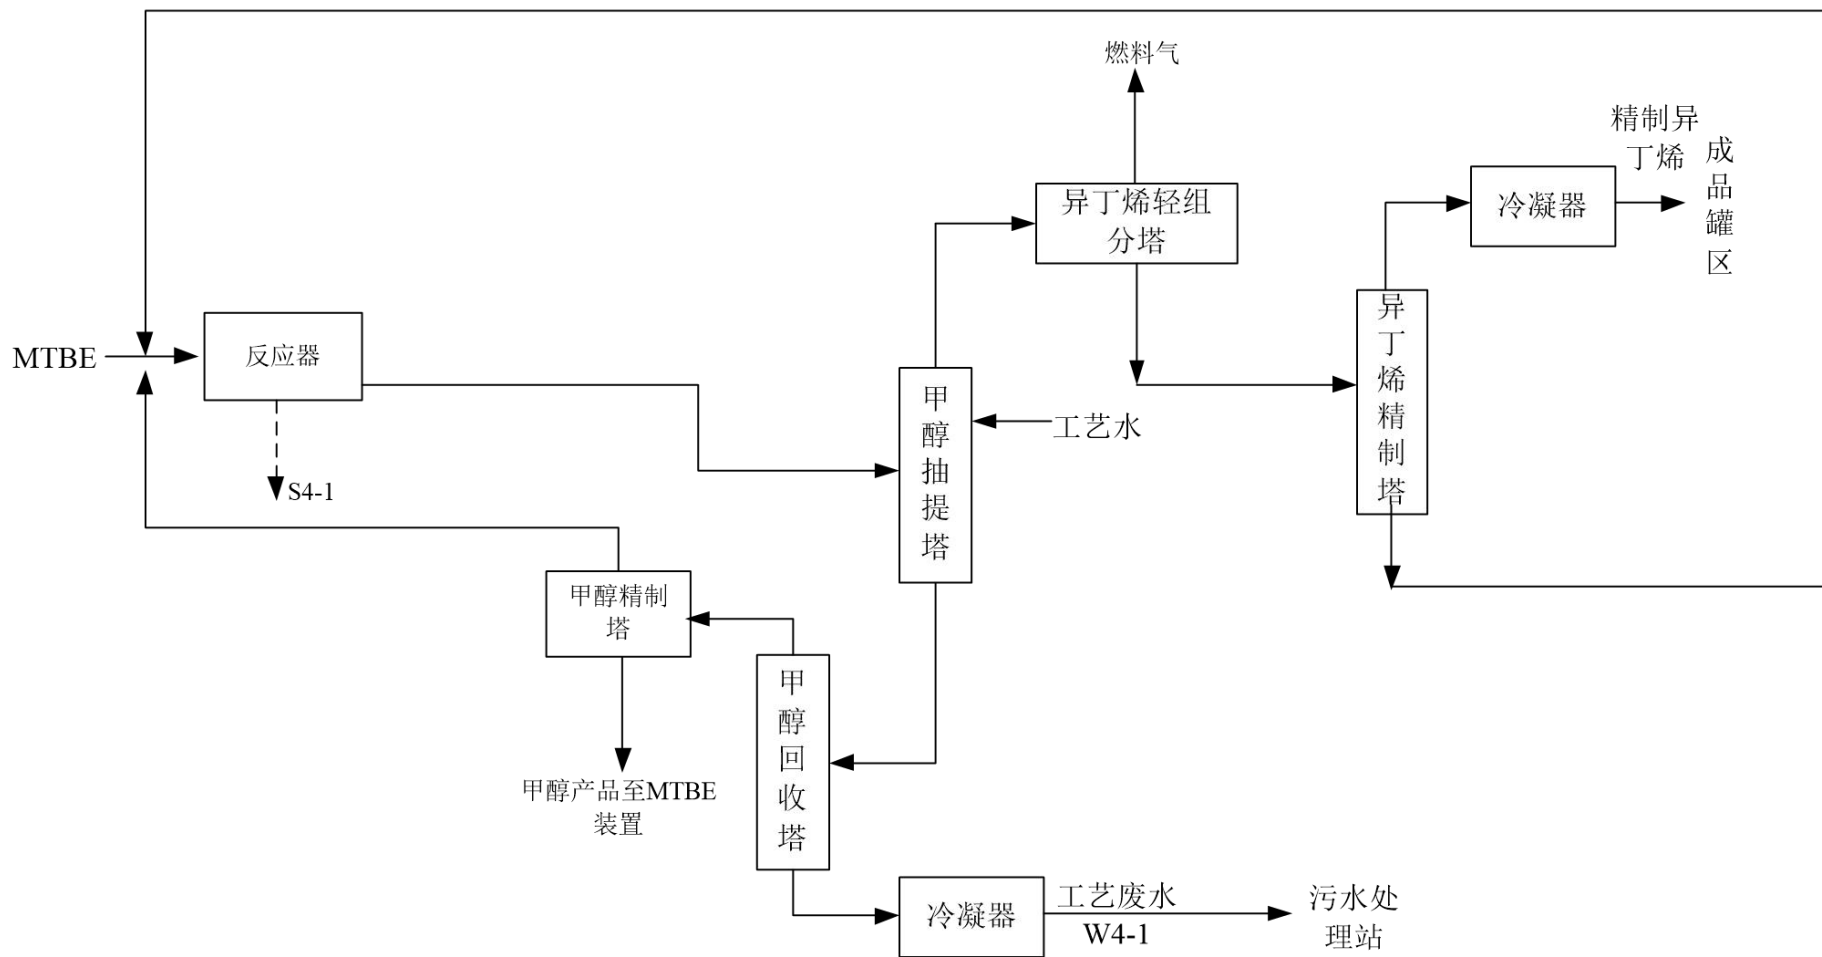 燃料气
精制异
丁烯
成品罐区
异丁烯轻组
分塔
冷凝器
异丁烯精制塔
MTBE
反应器
甲醇抽提塔
工艺水
S4-1
甲醇精制
塔
甲醇回收塔
甲醇产品至MTBE
装置
冷凝器
工艺废水
W4-1
污水处
理站